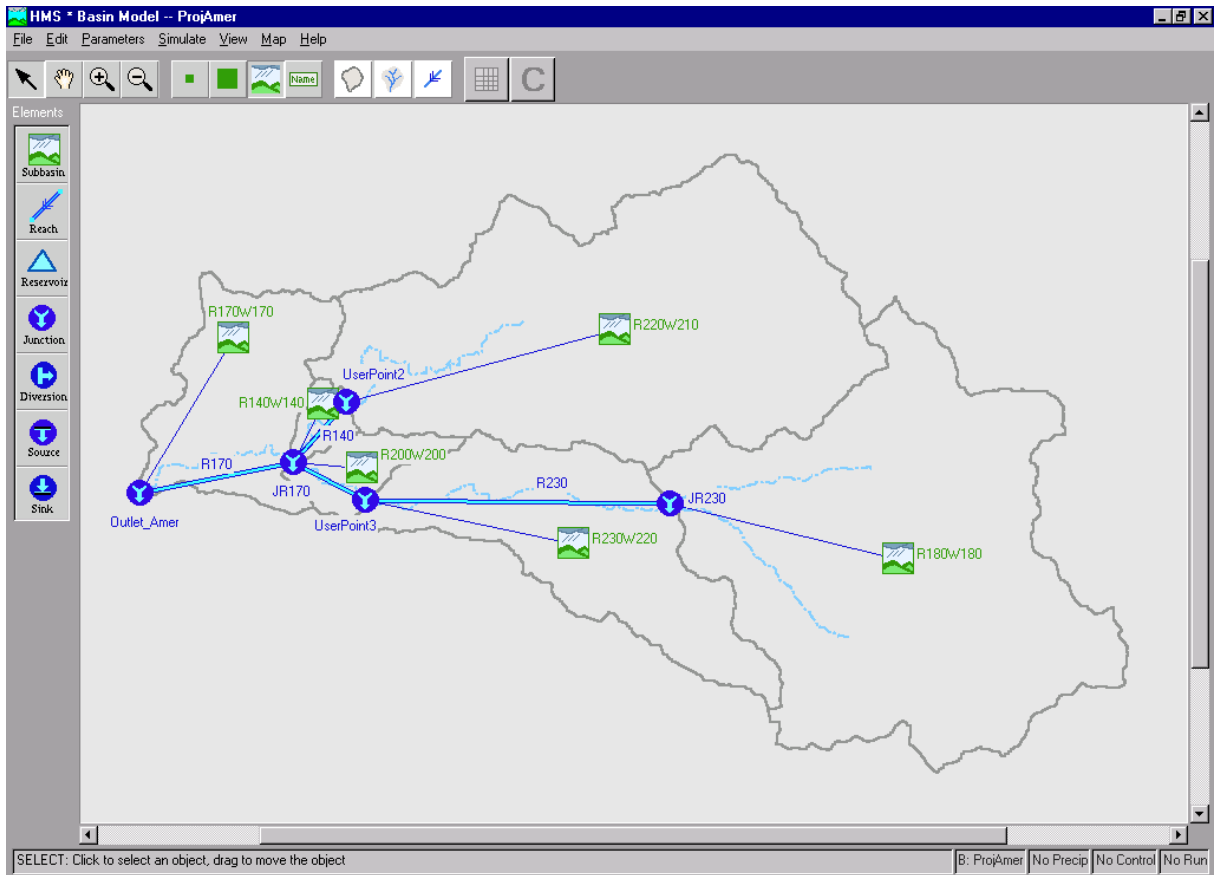 HMS * Basin Model -- ProjAmer
File Edit Parameters Simulate View Map Help
Name
C
Elements
Subbasin
Reach
Reservoir
Junction
Diversion
Source
Sink
R170W170
R220W210
UserPoint2
R140W140
R140
R200W200
R170
R230
JR170
JR230
Outlet_Amer
UserPoint3
R230W220
R180W180
SELECT: Click to select an object, drag to move the object
B: ProjAmer No Precip No Control No Run